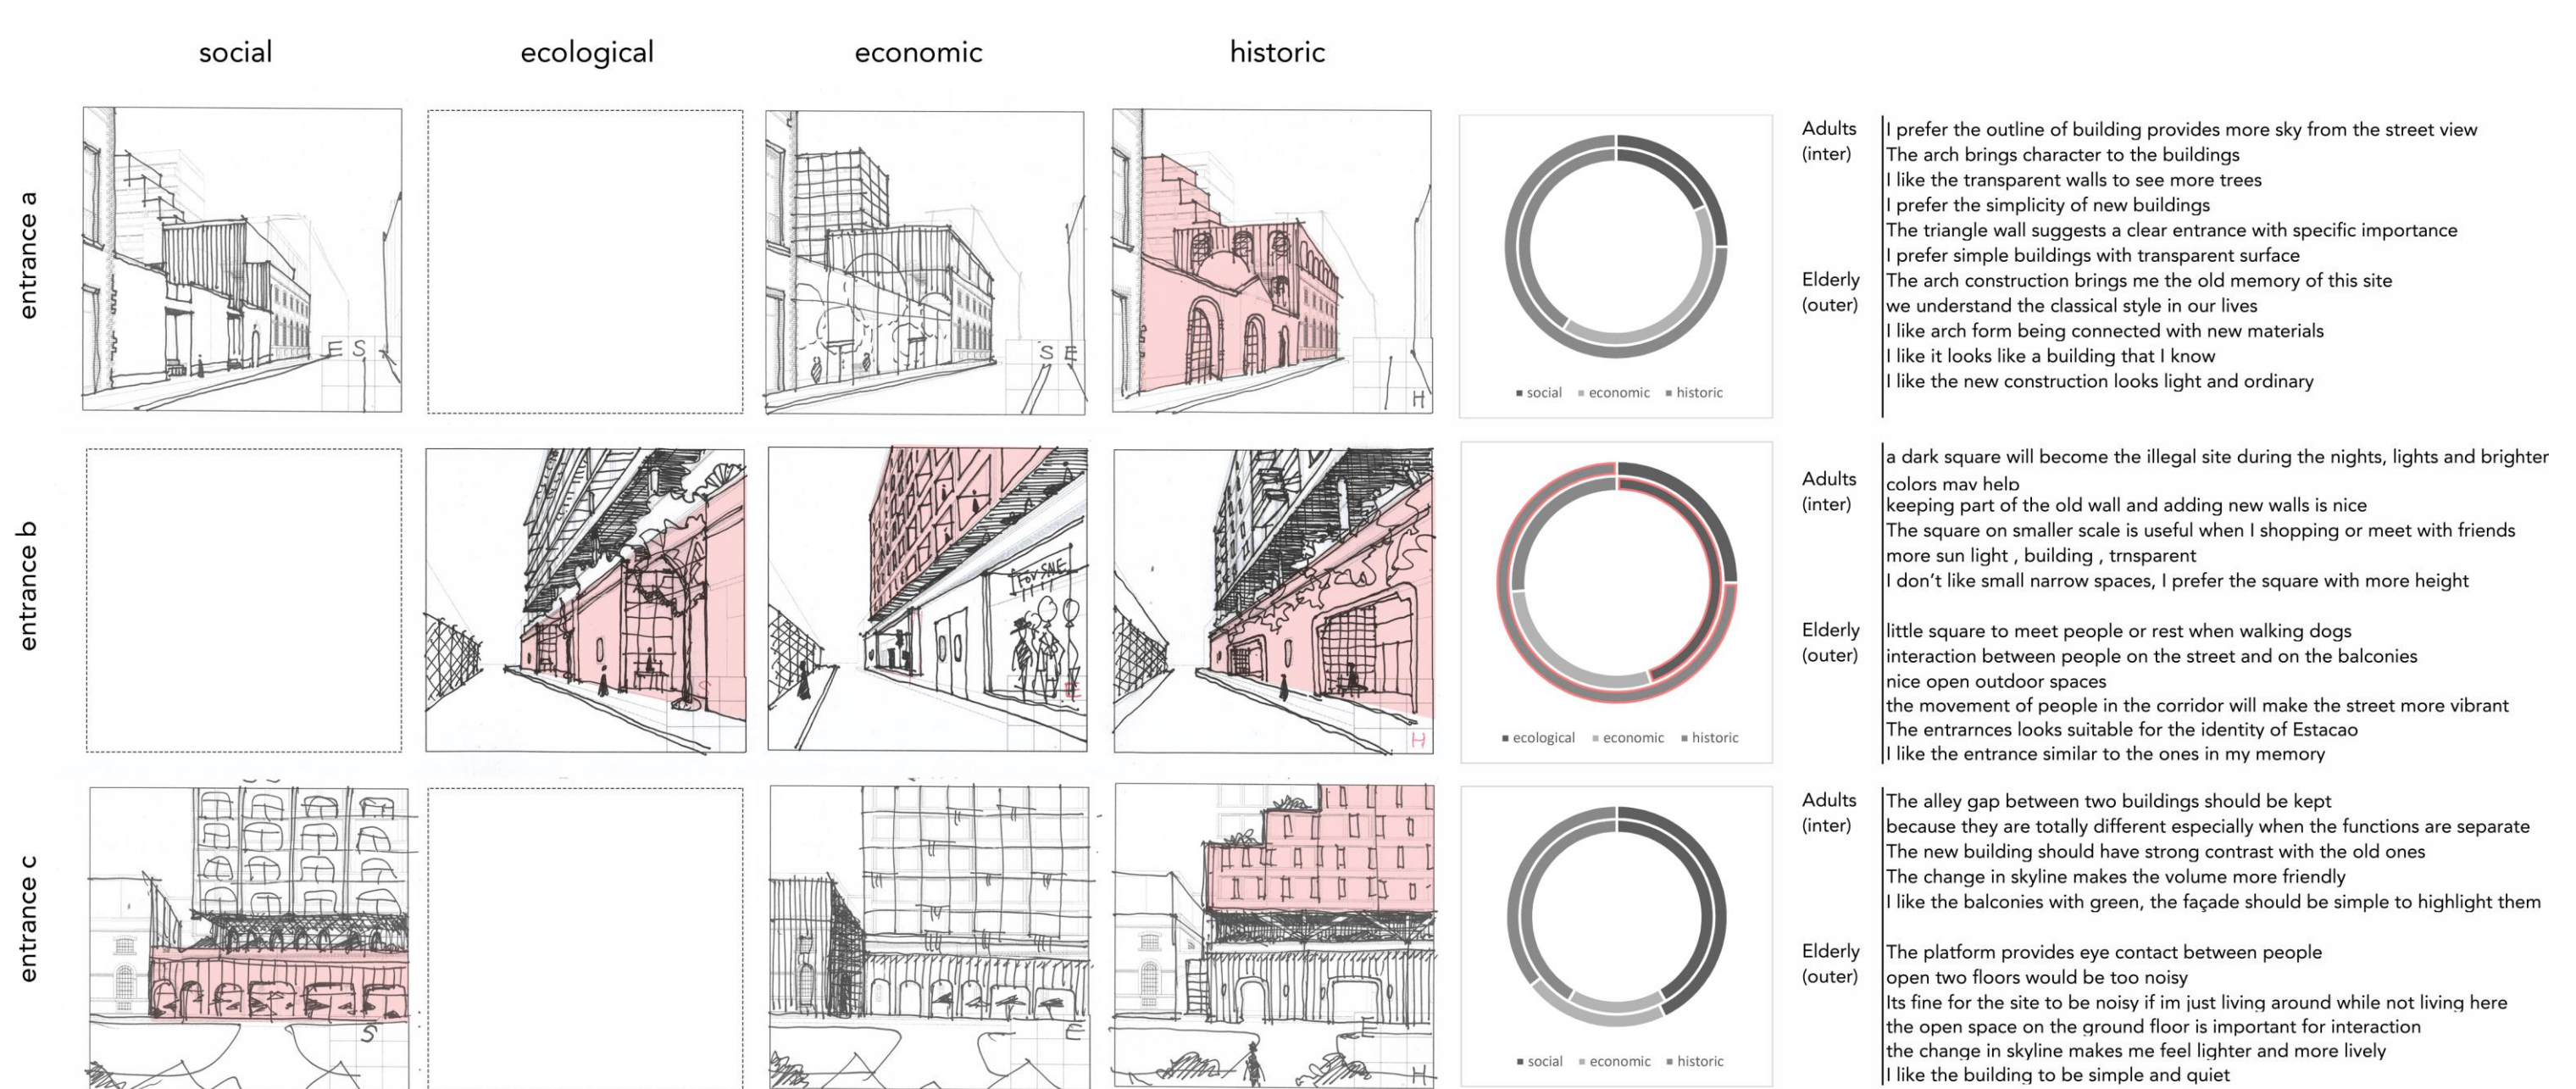 social
ecological
economic
historic
entrance a
E S
S E
H
social economic historic
Adults
(inter)
I prefer the outline of building provides more sky from the street view
The arch brings character to the buildings
I like the transparent walls to see more trees
I prefer the simplicity of new buildings
The triangle wall suggests a clear entrance with specific importance
I prefer simple buildings with transparent surface
Elderly
(outer)
The arch construction brings me the old memory of this site
we understand the classical style in our lives
I like arch form being connected with new materials
I like it looks like a building that I know
I like the new construction looks light and ordinary
entrance b
S
FOR SALE
E
H
ecological economic historic
Adults
(inter)
a dark square will become the illegal site during the nights, lights and brighter
colors may help
keeping part of the old wall and adding new walls is nice
The square on smaller scale is useful when I shopping or meet with friends
more sun light , building , trnsparent
I don't like small narrow spaces, I prefer the square with more height
Elderly
(outer)
little square to meet people or rest when walking dogs
interaction between people on the street and on the balconies
nice open outdoor spaces
the movement of people in the corridor will make the street more vibrant
The entrarnces looks suitable for the identity of Estacao
I like the entrance similar to the ones in my memory
entrance c
S
E
E
H
social economic historic
Adults
(inter)
The alley gap between two buildings should be kept
because they are totally different especially when the functions are separate
The new building should have strong contrast with the old ones
The change in skyline makes the volume more friendly
I like the balconies with green, the façade should be simple to highlight them
Elderly
(outer)
The platform provides eye contact between people
open two floors would be too noisy
Its fine for the site to be noisy if im just living around while not living here
the open space on the ground floor is important for interaction
the change in skyline makes me feel lighter and more lively
I like the building to be simple and quiet